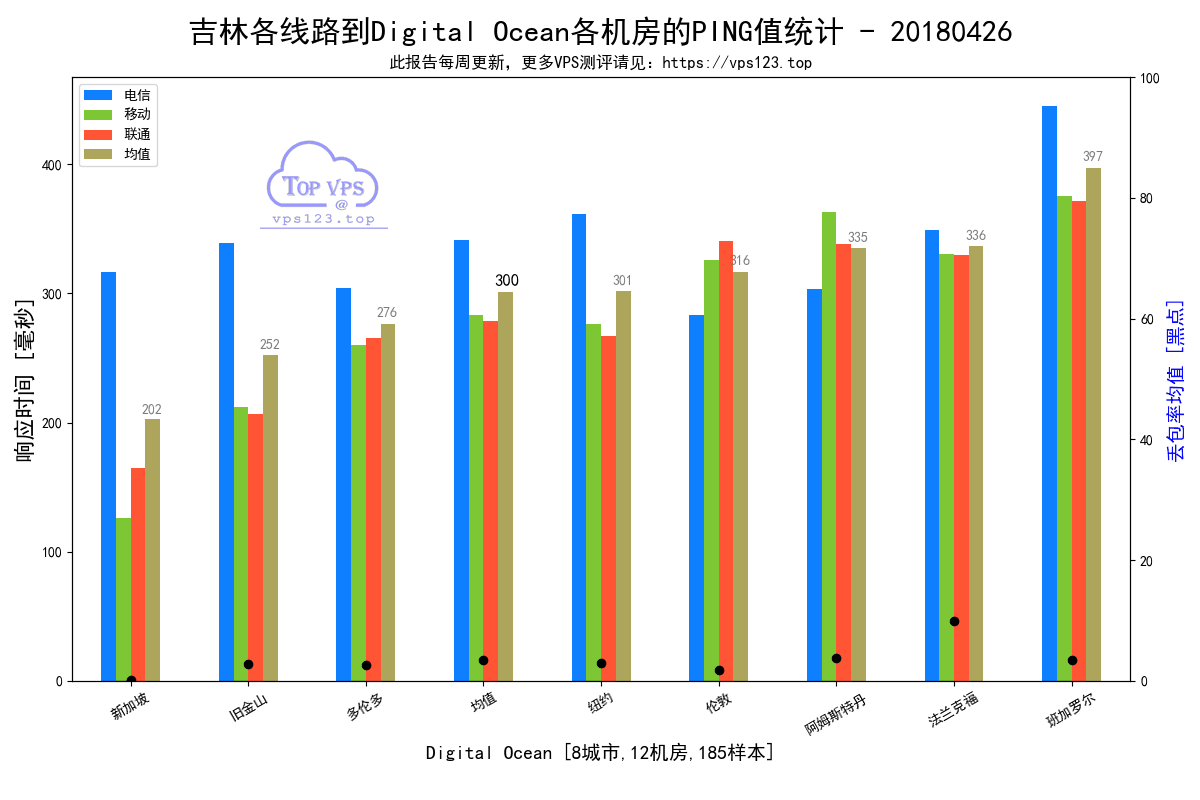 吉林各线路到Digital Ocean各机房的PING值统计 - 20180426
此报告每周更新，更多VPS测评请见：https://vps123.top
电信
移动
联通
均值
TOP VPS
@
vps123.top
响应时间 [毫秒]
丢包率均值 [黑点]
400
300
200
100
0
100
80
60
40
20
0
202
252
276
300
301
316
335
336
397
新加坡
旧金山
多伦多
均值
纽约
伦敦
阿姆斯特丹
法兰克福
班加罗尔
Digital Ocean [8城市,12机房,185样本]